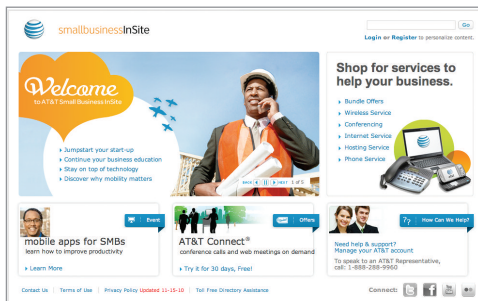 smallbusinessInSite
Go
Login or Register to personalize content.
Welcome
to AT&T Small Business InSite
Jumpstart your start-up
Continue your business education
Stay on top of technology
Discover why mobility matters
BACK NEXT 1 of 5
Shop for services to
help your business.
Bundle Offers
Wireless Service
Conferencing
Internet Service
Hosting Service
Phone Service
Event
mobile apps for SMBs
learn how to improve productivity
Learn More
Offers
AT&T Connect®
conference calls and web meetings on demand
Try it for 30 days, Free!
?? How Can We Help?
Need help & support?
Manage your AT&T account
To speak to an AT&T Representative,
call: 1-888-288-9960
Contact Us | Terms of Use | Privacy Policy Updated 11-15-10 | Toll Free Directory Assistance
Connect: